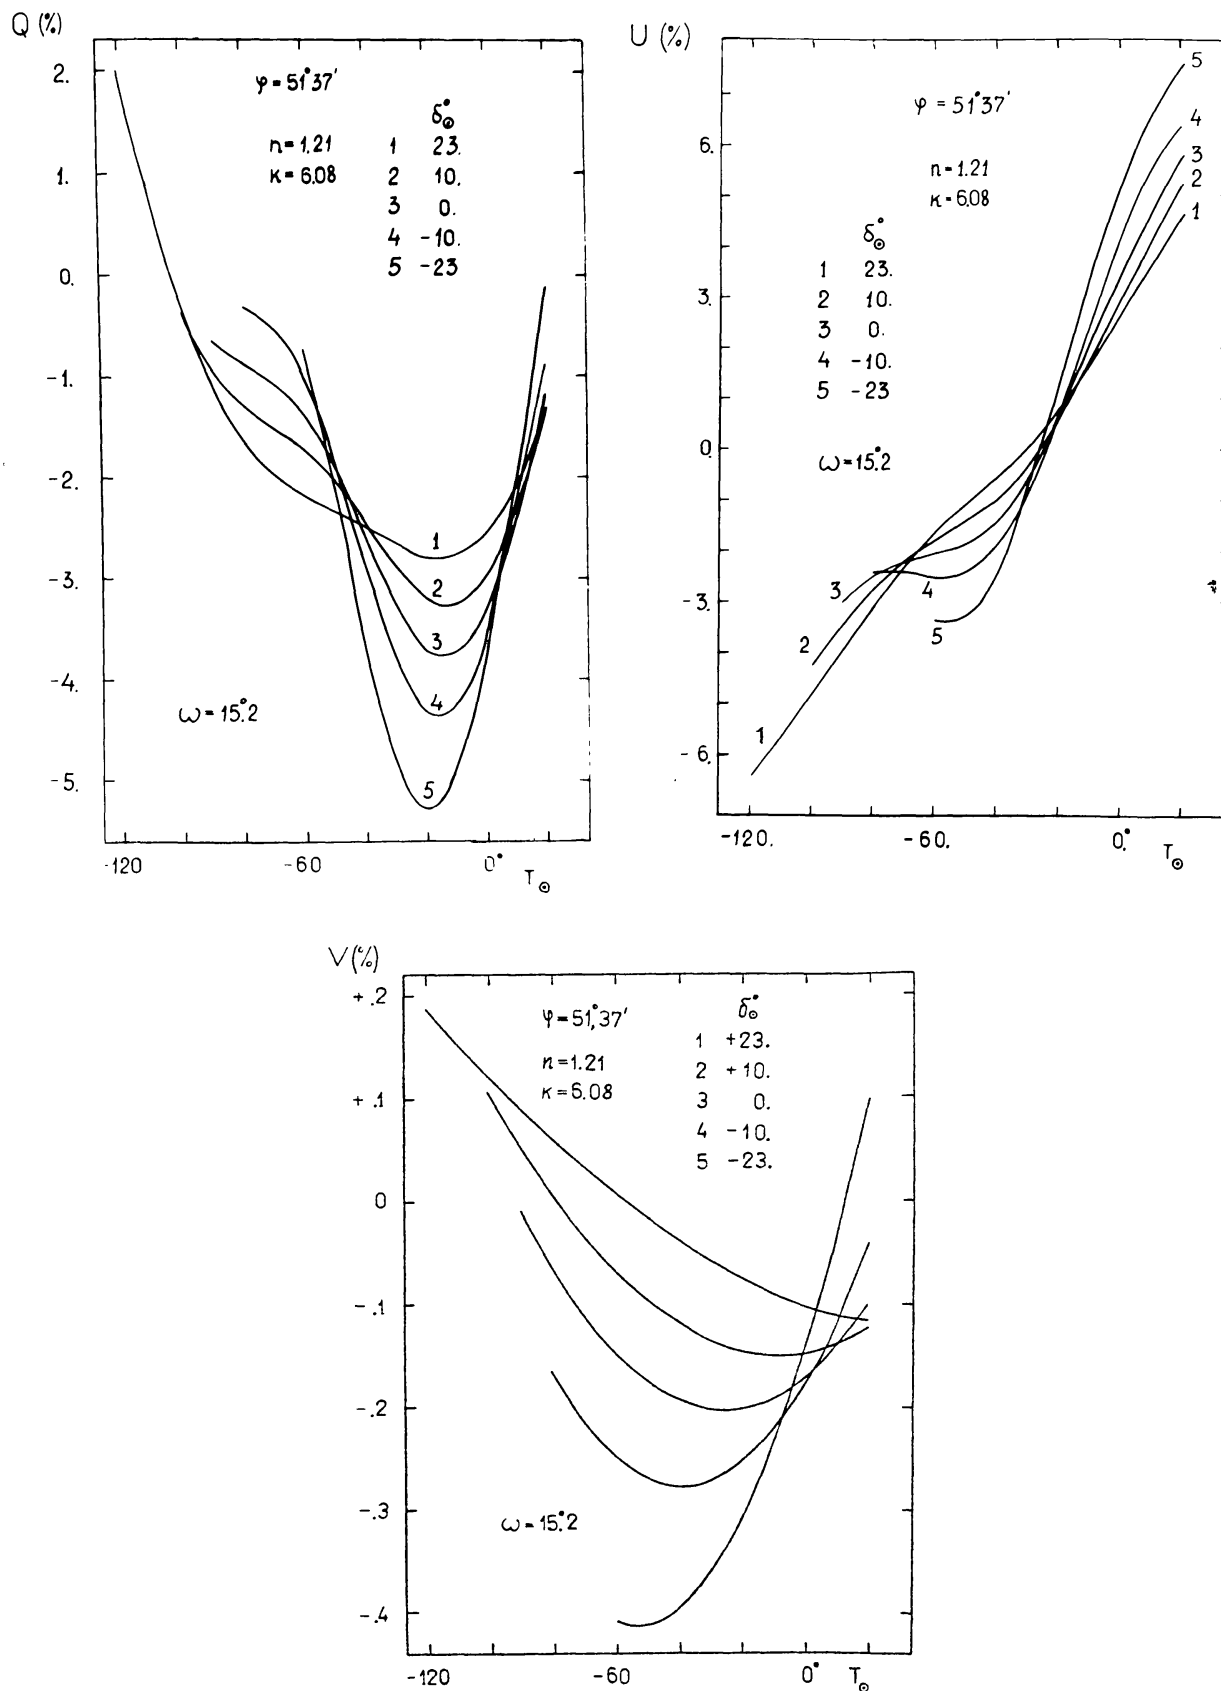 Q (%)
2.
1.
0.
-1.
-2.
-3.
-4.
-5.
φ = 51°37'
δ⊙°
n = 1.21 1 23.
κ = 6.08 2 10.
3 0.
4 -10.
5 -23
1
2
3
4
5
ω = 15°.2
-120 -60 0° T⊙
U (%)
6.
3.
0.
-3.
-6.
φ = 51°37'
n = 1.21
κ = 6.08
δ⊙°
1 23.
2 10.
3 0.
4 -10.
5 -23
ω = 15°.2
5
4
3
2
1
3
4
2
5
1
-120. -60. 0.° T⊙
V (%)
+.2
+.1
0
-.1
-.2
-.3
-.4
φ = 51°,37'
δ⊙°
n = 1.21
κ = 6.08
1 +23.
2 +10.
3 0.
4 -10.
5 -23.
ω = 15°.2
-120 -60 0° T⊙